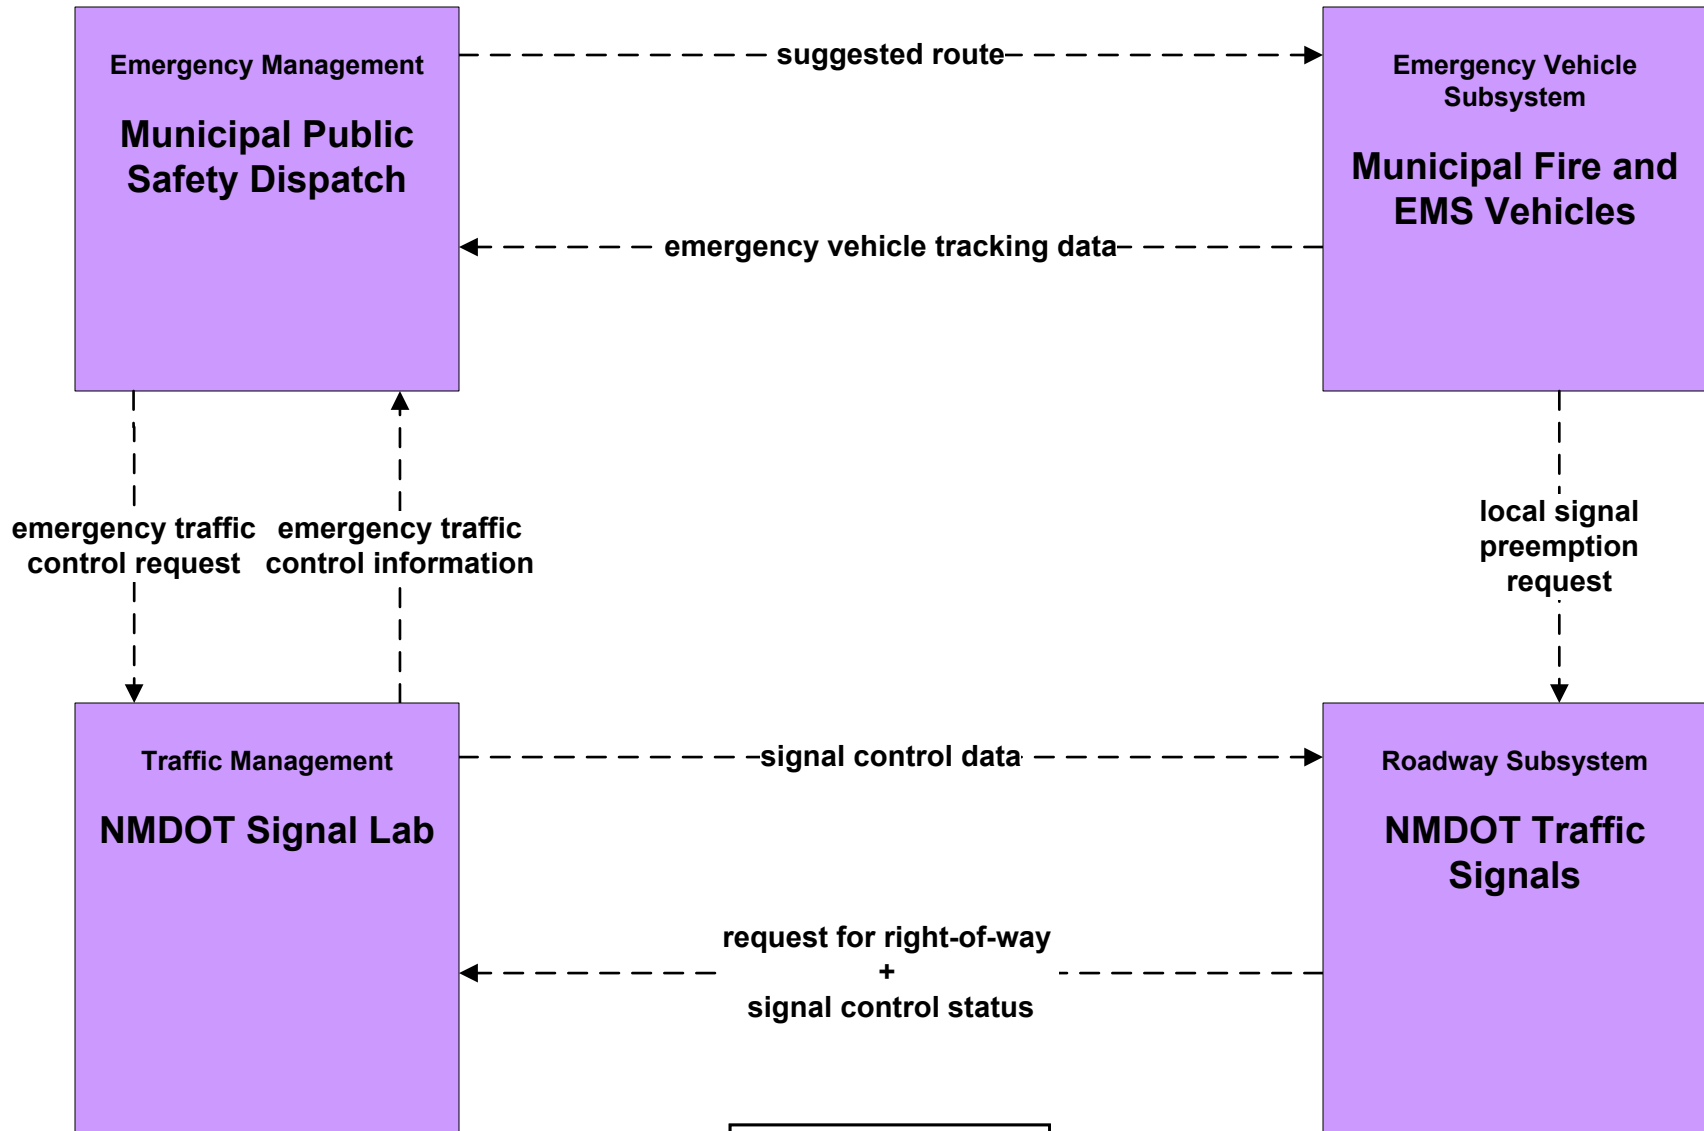 Emergency Management
Municipal Public
Safety Dispatch
suggested route
Emergency Vehicle
Subsystem
Municipal Fire and
EMS Vehicles
emergency vehicle tracking data
emergency traffic
control request
emergency traffic
control information
local signal
preemption
request
Traffic Management
NMDOT Signal Lab
signal control data
Roadway Subsystem
NMDOT Traffic
Signals
request for right-of-way
+
signal control status